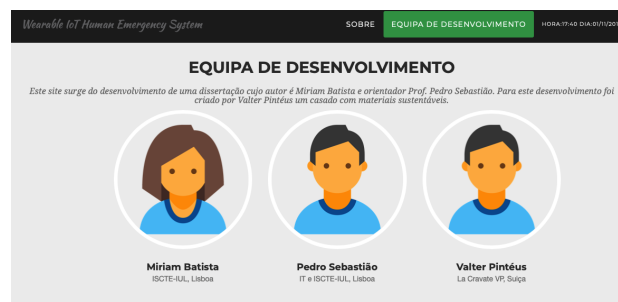 Wearable IoT Human Emergency System
SOBRE
EQUIPA DE DESENVOLVIMENTO
HORA:17:40 DIA:01/11/201
EQUIPA DE DESENVOLVIMENTO
Este site surge do desenvolvimento de uma dissertação cujo autor é Miriam Batista e orientador Prof. Pedro Sebastião. Para este desenvolvimento foi
criado por Valter Pintéus um casado com materiais sustentáveis.
Miriam Batista
ISCTE-IUL, Lisboa
Pedro Sebastião
IT e ISCTE-IUL, Lisboa
Valter Pintéus
La Cravate VP, Suiça